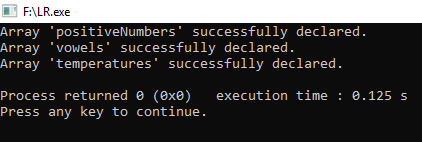 F:\LR.exe
Array 'positiveNumbers' successfully declared.
Array 'vowels' successfully declared.
Array 'temperatures' successfully declared.
Process returned 0 (0x0)   execution time : 0.125 s
Press any key to continue.